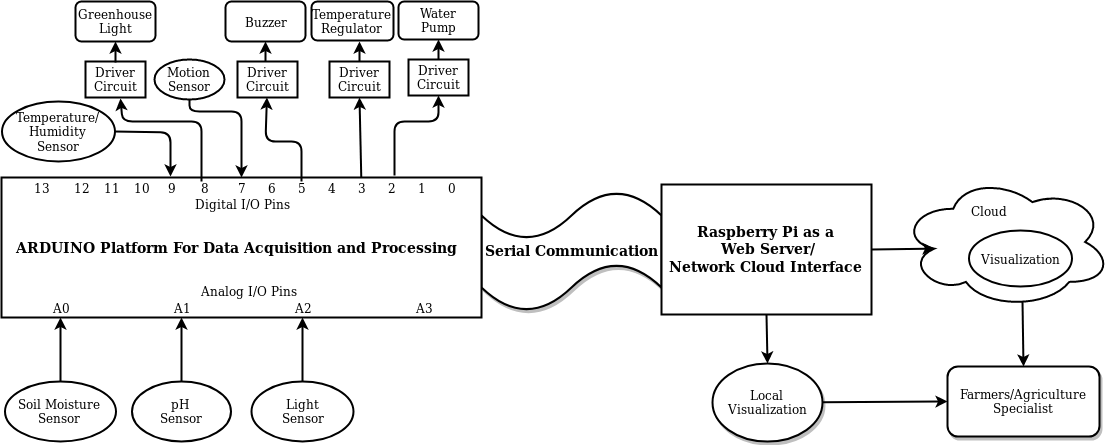 Greenhouse
Light
Buzzer
Temperature
Regulator
Water
Pump
Driver
Circuit
Motion
Sensor
Driver
Circuit
Driver
Circuit
Driver
Circuit
Temperature/
Humidity
Sensor
13 12 11 10 9 8 7 6 5 4 3 2 1 0
Digital I/O Pins
ARDUINO Platform For Data Acquisition and Processing
Analog I/O Pins
A0 A1 A2 A3
Serial Communication
Raspberry Pi as a
Web Server/
Network Cloud Interface
Cloud
Visualization
Soil Moisture
Sensor
pH
Sensor
Light
Sensor
Local
Visualization
Farmers/Agriculture
Specialist